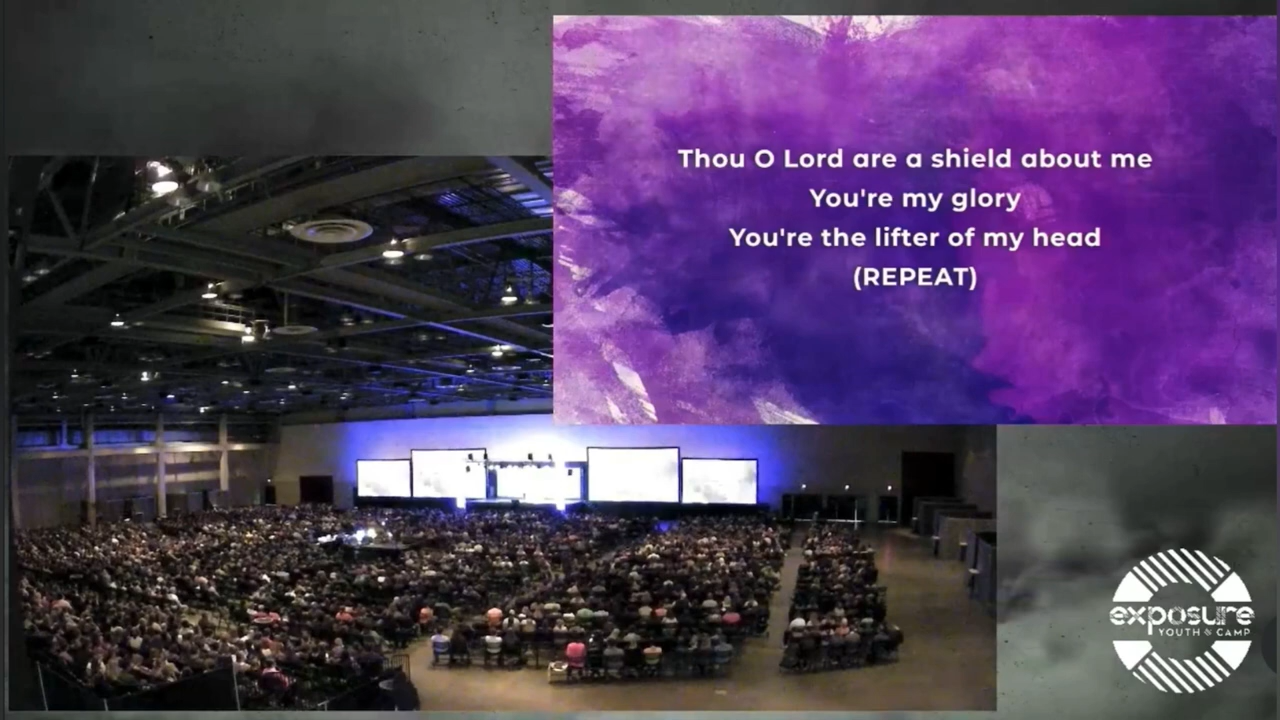 Thou O Lord are a shield about me
You're my glory
You're the lifter of my head
(REPEAT)
exposure
YOUTH CAMP